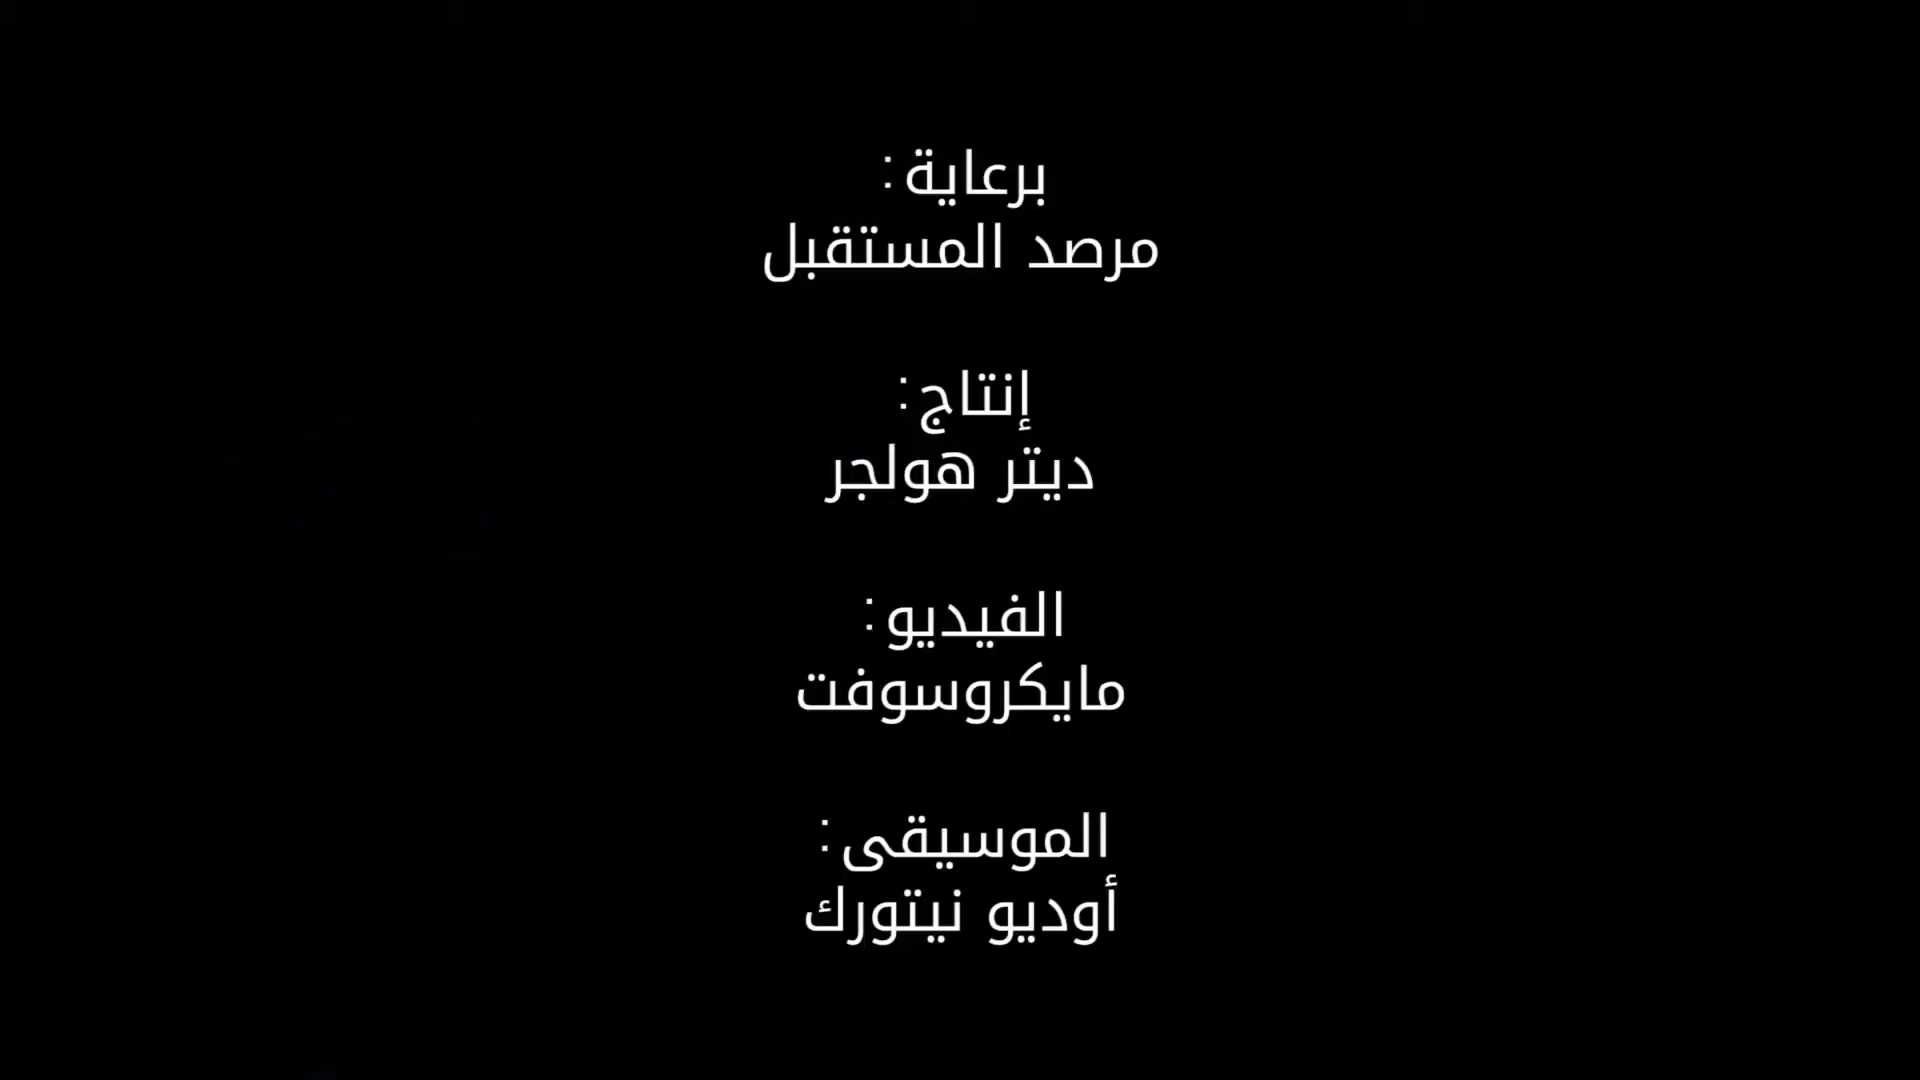 برعاية:
مرصد المستقبل
إنتاج:
ديتر هولجر
الفيديو:
مايكروسوفت
الموسيقى:
أوديو نيتورك